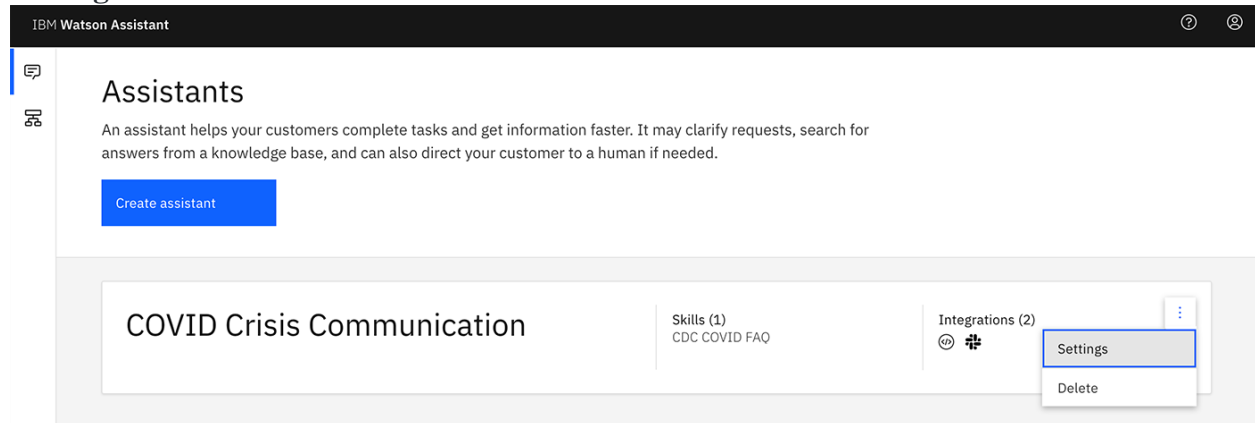 IBM Watson Assistant
Assistants
An assistant helps your customers complete tasks and get information faster. It may clarify requests, search for
answers from a knowledge base, and can also direct your customer to a human if needed.
Create assistant
COVID Crisis Communication
Skills (1)
CDC COVID FAQ
Integrations (2)
Settings
Delete